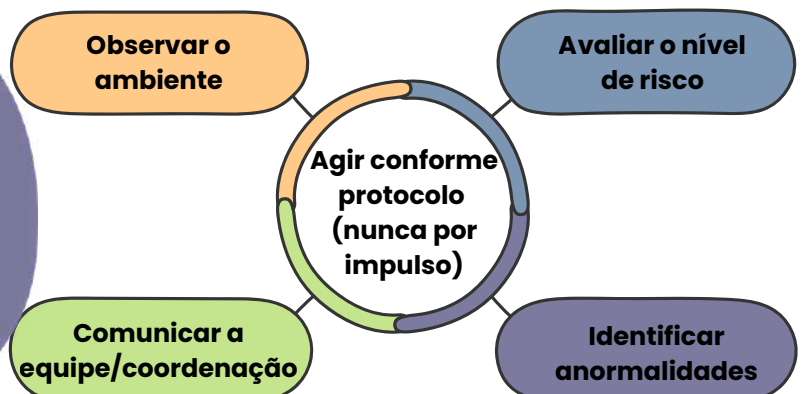 Observar o
ambiente
Avaliar o nível
de risco
Agir conforme
protocolo
(nunca por
impulso)
Comunicar a
equipe/coordenação
Identificar
anormalidades